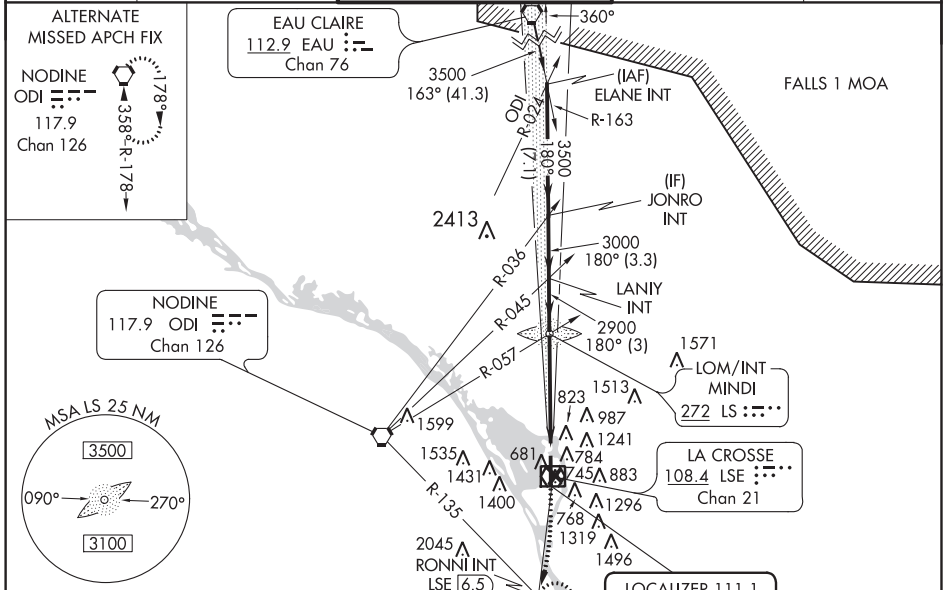 ALTERNATE
MISSED APCH FIX
NODINE
ODI
117.9
Chan 126
178°
358°
R-178
EAU CLAIRE
112.9 EAU
Chan 76
360°
3500
163° (41.3)
(IAF)
ELANE INT
R-163
ODI
R-024
3500
180°
(7.1)
FALLS 1 MOA
(IF)
JONRO
INT
2413
3000
180° (3.3)
R-036
LANIY
INT
R-045
2900
180° (3)
R-057
NODINE
117.9 ODI
Chan 126
1571
LOM/INT
MINDI
272 LS
1513
823
987
1599
1241
MSA LS 25 NM
3500
090°
270°
3100
1535
1431
1400
681
784
745
883
LA CROSSE
108.4 LSE
Chan 21
R-135
768
1296
1319
1496
2045
RONNI INT
LSE 6.5
LOCALIZER 111.1